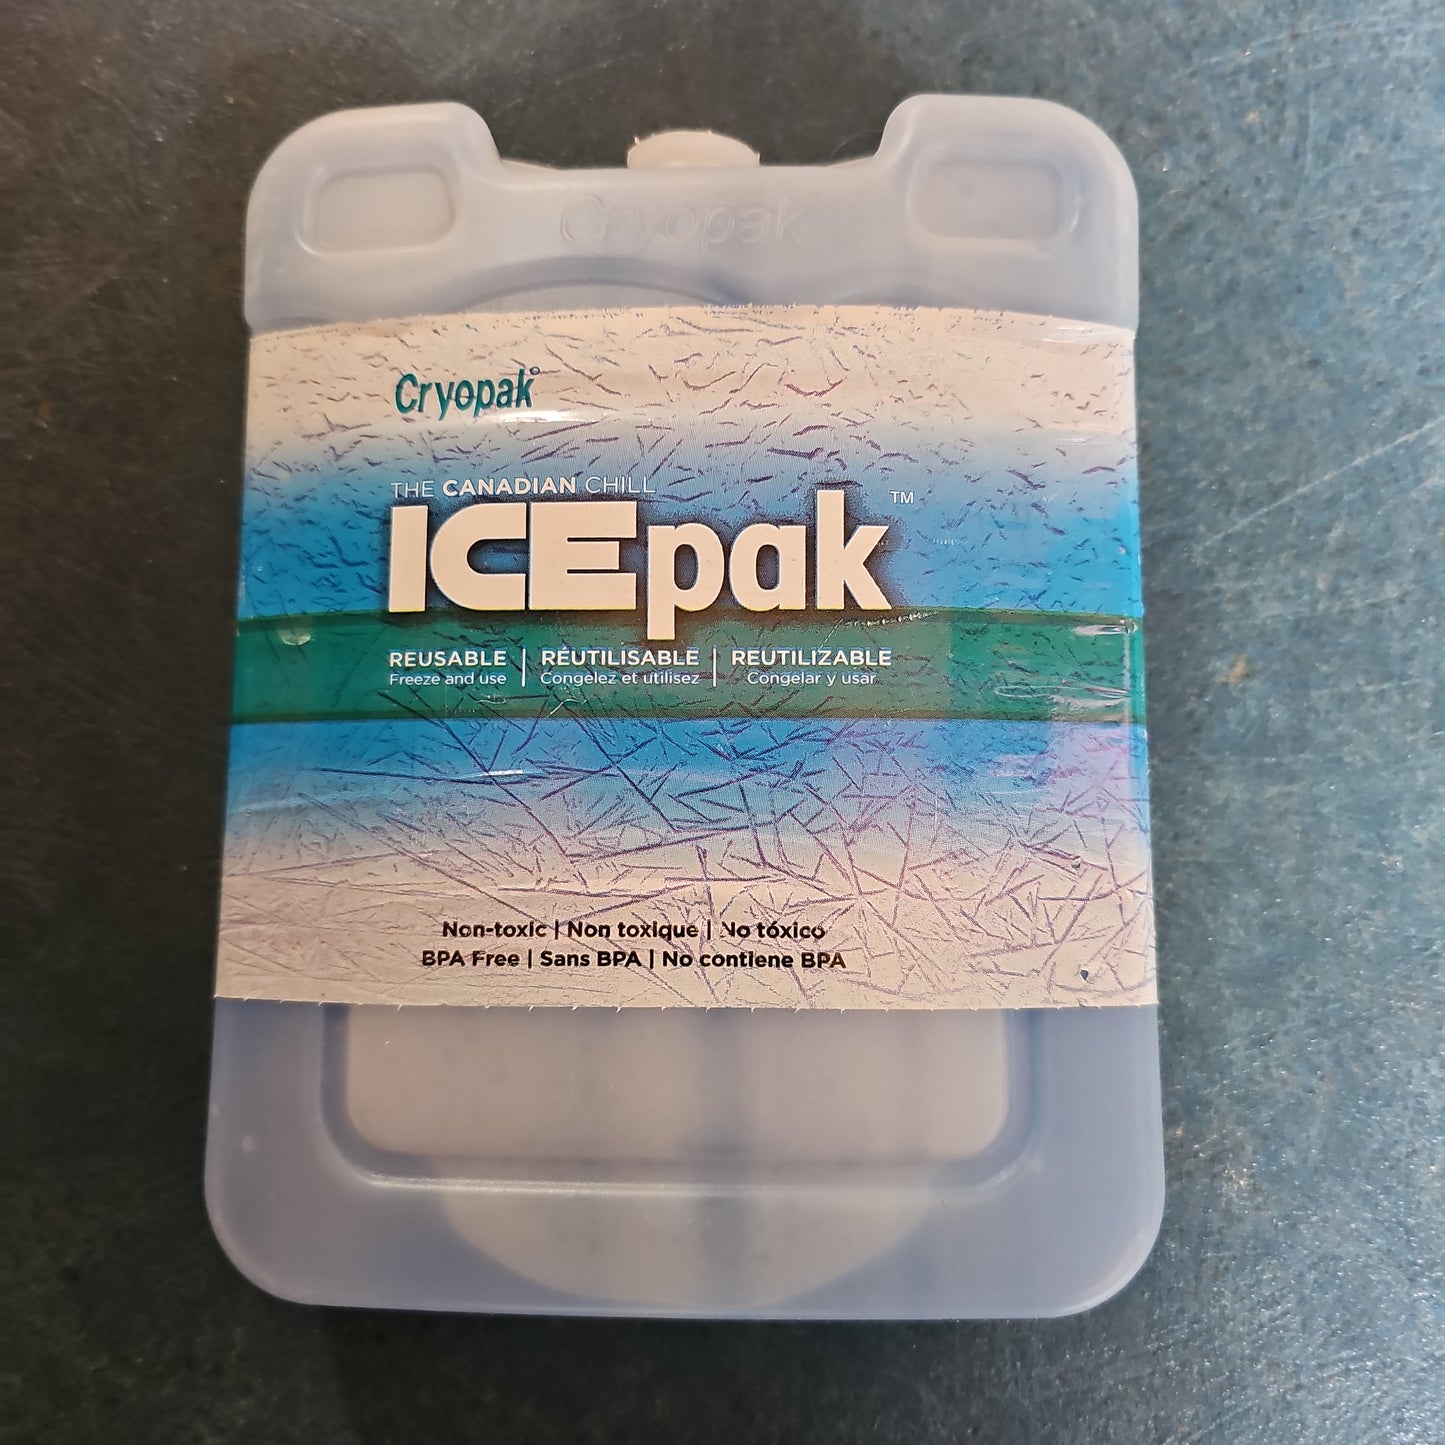 Cryopak
Cryopak®
THE CANADIAN CHILL
ICEpak™
REUSABLE | RÉUTILISABLE | REUTILIZABLE
Freeze and use | Congelez et utilisez | Congelar y usar
Non-toxic | Non toxique | No tóxico
BPA Free | Sans BPA | No contiene BPA